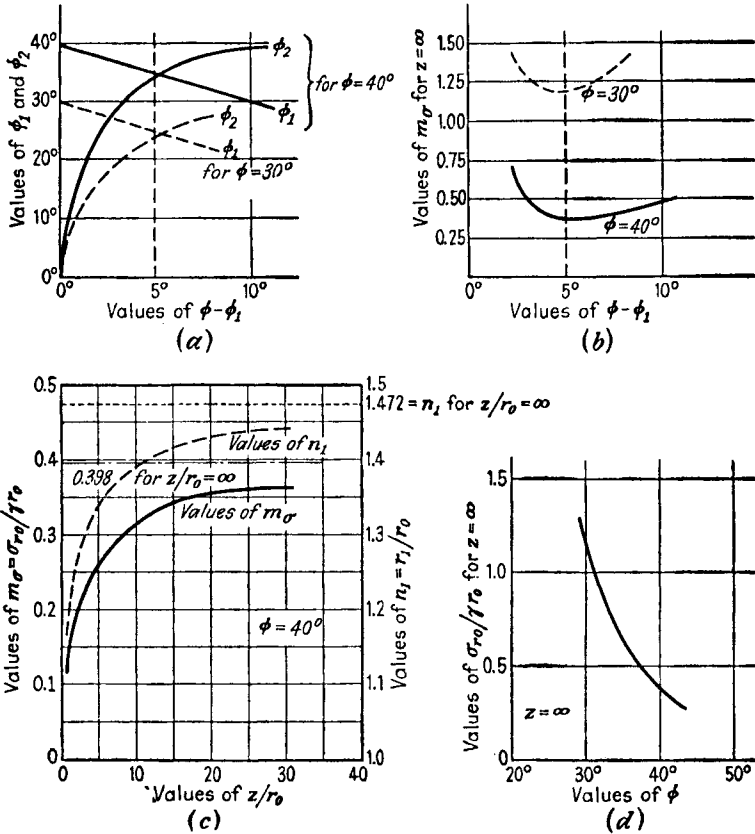 Values of ϕ₁ and ϕ₂
40°
30°
20°
10°
0°
ϕ₂
for ϕ=40°
ϕ₁
ϕ₂
ϕ₁
for ϕ=30°
0° 5° 10°
Values of ϕ-ϕ₁
(a)
Values of mσ for z=∞
1.50
1.25
1.00
0.75
0.50
0.25
ϕ=30°
ϕ=40°
0° 5° 10°
Values of ϕ-ϕ₁
(b)
Values of mσ=σr0/γr₀
0.5
0.4
0.3
0.2
0.1
0
1.5
1.472=n₁ for z/r₀=∞
1.4
1.3
1.2
1.1
1.0
Values of n₁=r₁/r₀
Values of n₁
0.398 for z/r₀=∞
Values of mσ
ϕ=40°
0 10 20 30 40
Values of z/r₀
(c)
Values of σr0/γr₀ for z=∞
1.5
1.0
0.5
0
z=∞
20° 30° 40° 50°
Values of ϕ
(d)